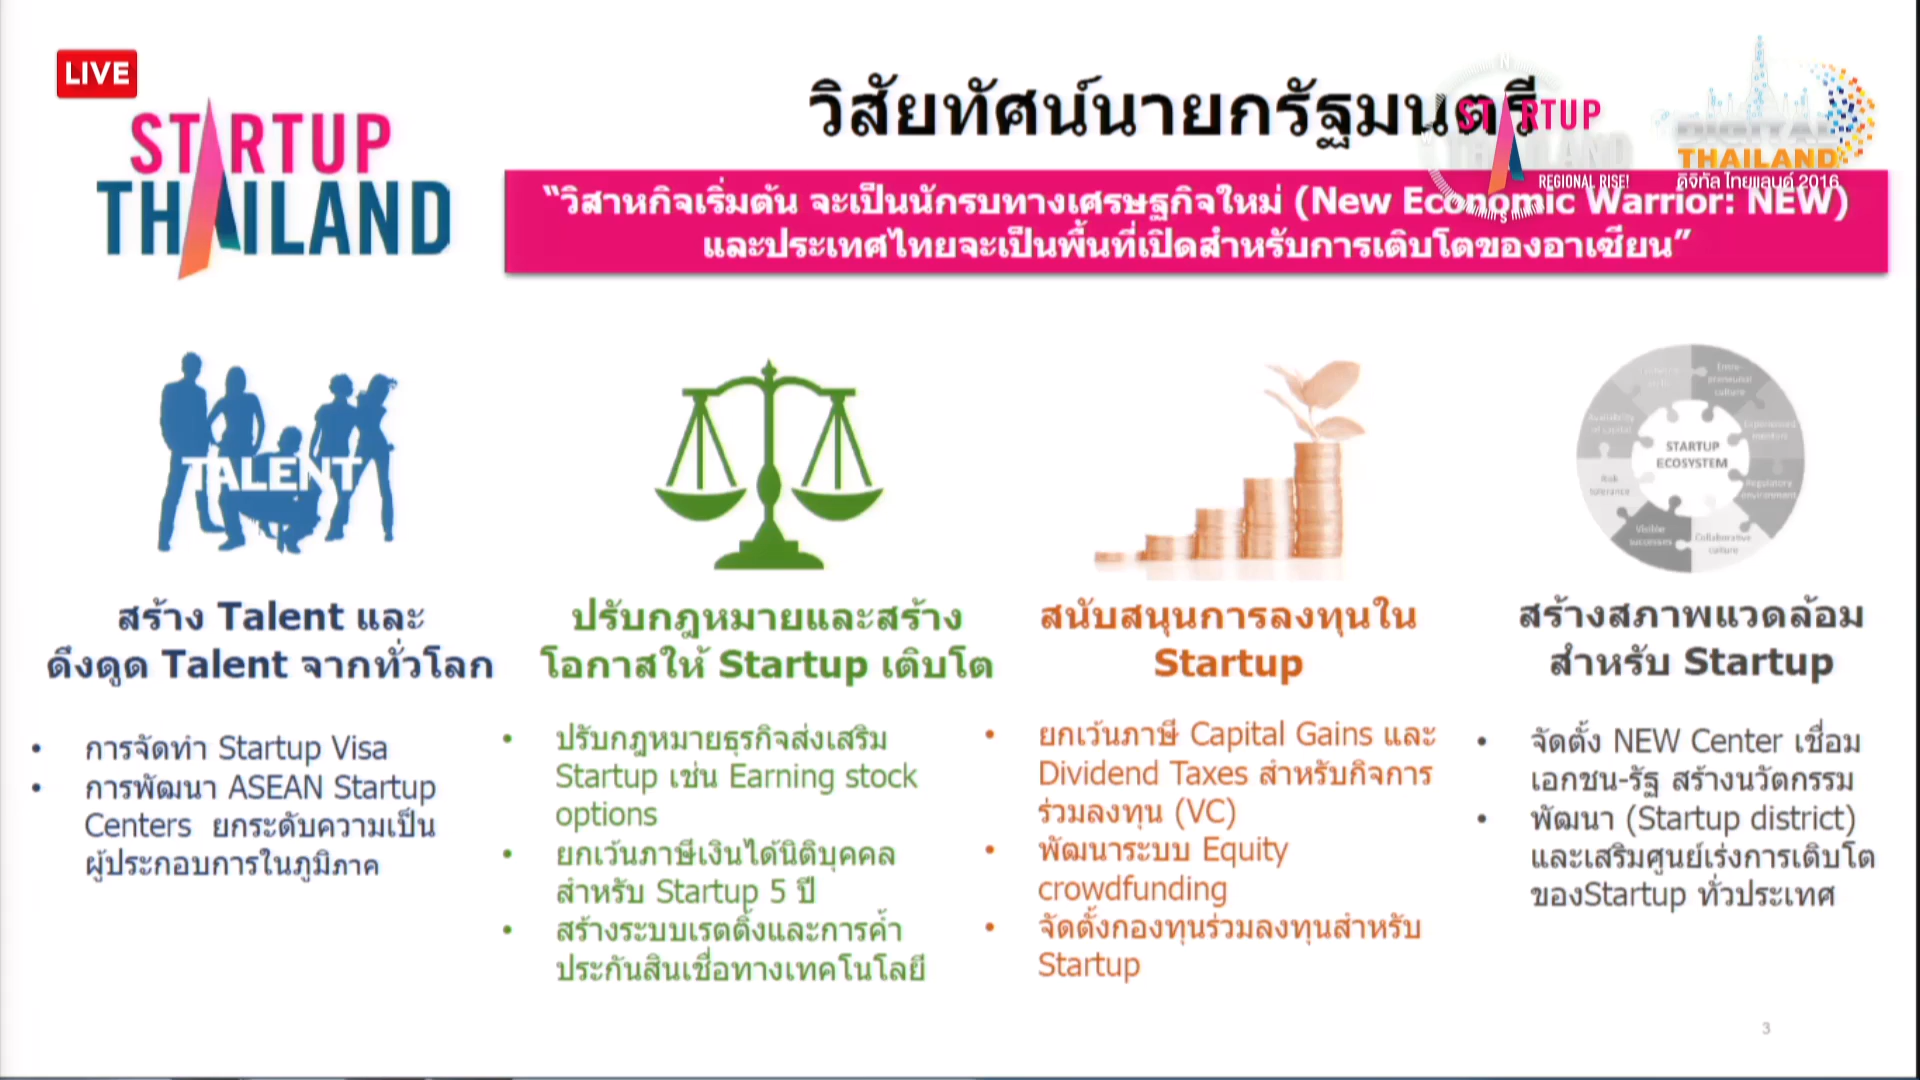 LIVE
STARTUP
THAILAND
วิสัยทัศน์นายกรัฐมนตรี
STARTUP
THAILAND
REGIONAL RISE!
DIGITAL
THAILAND
ดิจิทัล ไทยแลนด์ 2016
“วิสาหกิจเริ่มต้น จะเป็นนักรบทางเศรษฐกิจใหม่ (New Economic Warrior: NEW)
และประเทศไทยจะเป็นพื้นที่เปิดสำหรับการเติบโตของอาเซียน”
TALENT
สร้าง Talent และ
ดึงดูด Talent จากทั่วโลก
• การจัดทำ Startup Visa
• การพัฒนา ASEAN Startup
Centers ยกระดับความเป็น
ผู้ประกอบการในภูมิภาค
ปรับกฎหมายและสร้าง
โอกาสให้ Startup เติบโต
• ปรับกฎหมายธุรกิจส่งเสริม
Startup เช่น Earning stock
options
• ยกเว้นภาษีเงินได้นิติบุคคล
สำหรับ Startup 5 ปี
• สร้างระบบเรตติ้งและการค้ำ
ประกันสินเชื่อทางเทคโนโลยี
สนับสนุนการลงทุนใน
Startup
• ยกเว้นภาษี Capital Gains และ
Dividend Taxes สำหรับกิจการ
ร่วมลงทุน (VC)
• พัฒนาระบบ Equity
crowdfunding
• จัดตั้งกองทุนร่วมลงทุนสำหรับ
Startup
STARTUP
ECOSYSTEM
Entre-
preneurial
culture
Regulatory
environment
Collaborative
culture
Visible
successes
Risk
tolerance
Availability
of capital
สร้างสภาพแวดล้อม
สำหรับ Startup
• จัดตั้ง NEW Center เชื่อม
เอกชน-รัฐ สร้างนวัตกรรม
• พัฒนา (Startup district)
และเสริมศูนย์เร่งการเติบโต
ของStartup ทั่วประเทศ
3